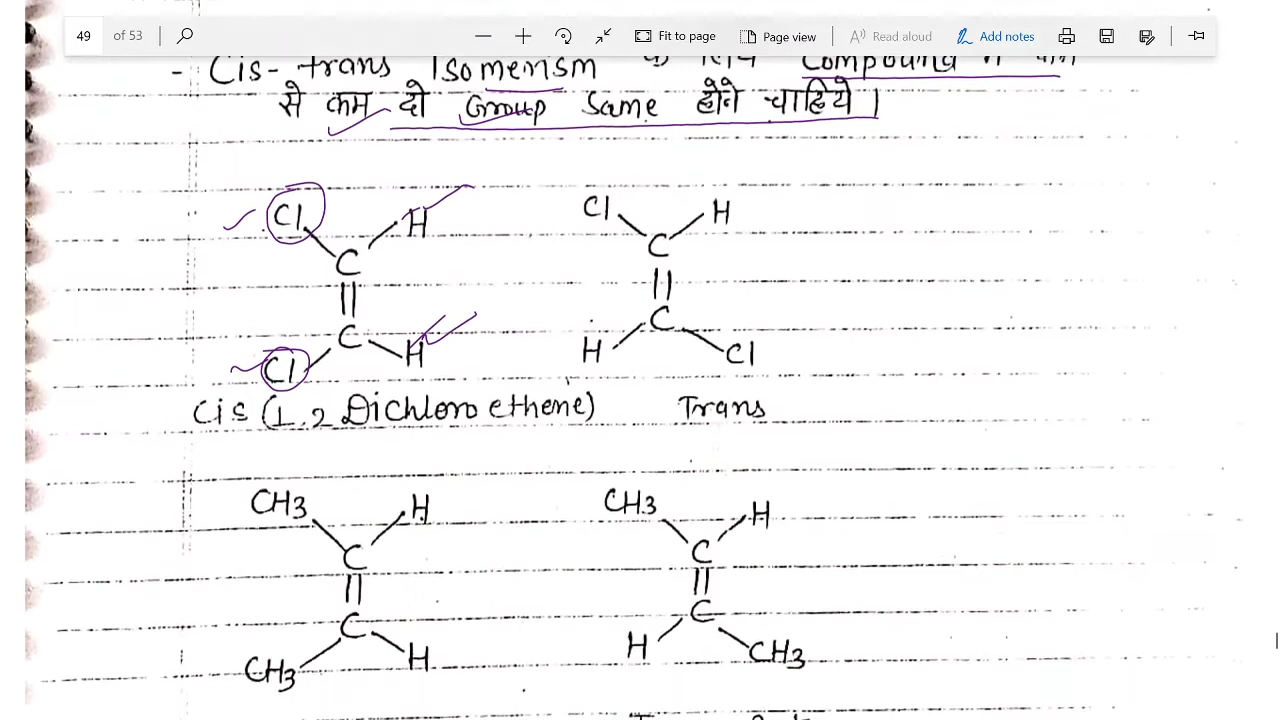 49 of 53 Fit to page Page view Read aloud Add notes
- Cis-trans Isomerism के लिये Compound में कम
से कम दो Group Same होने चाहिये।
Cl H Cl H
C C
|| ||
C C
Cl H H Cl
Cis (1,2 Dichloro ethene) Trans
CH3 H CH3 H
C C
|| ||
C C
CH3 H H CH3